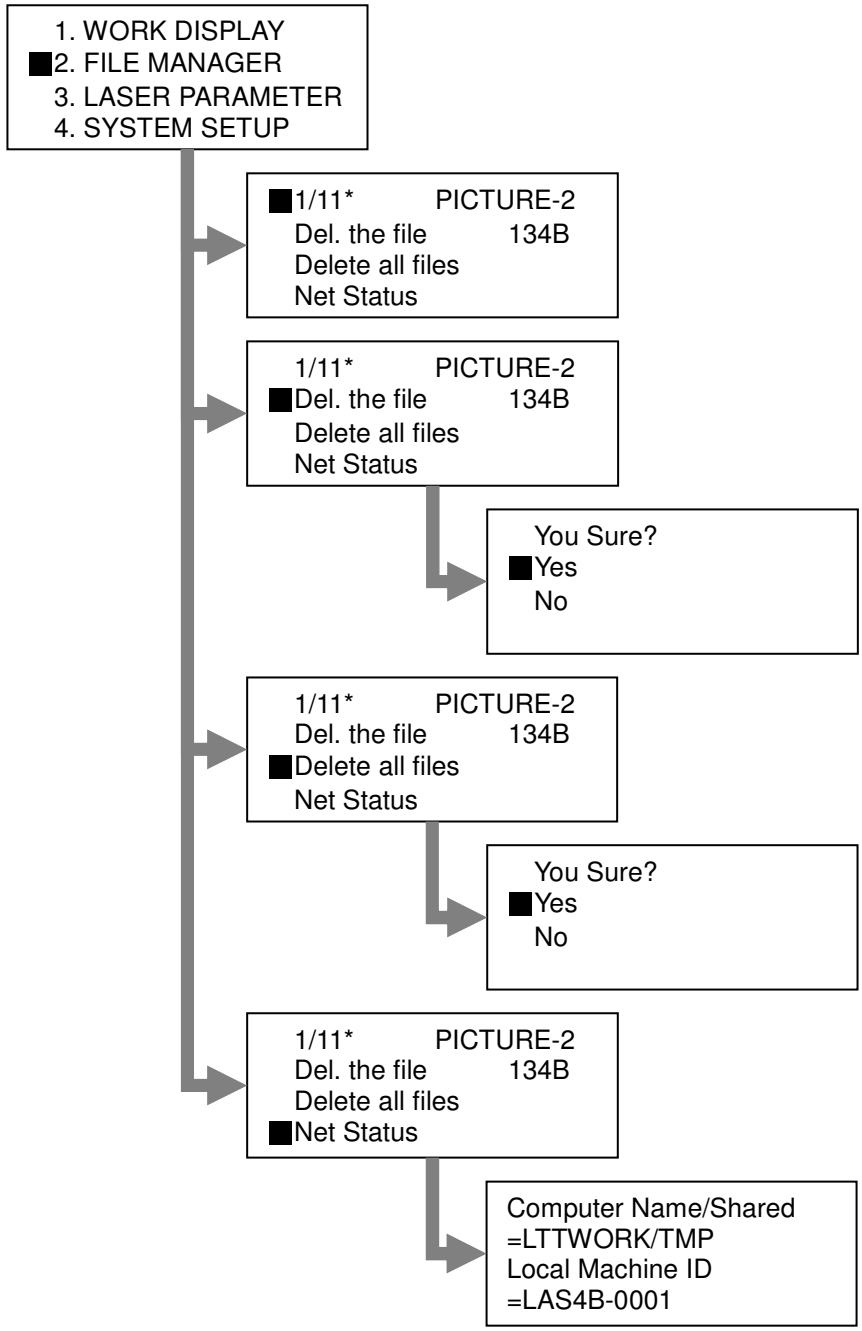 1. WORK DISPLAY
2. FILE MANAGER
3. LASER PARAMETER
4. SYSTEM SETUP
1/11* PICTURE-2
Del. the file 134B
Delete all files
Net Status
1/11* PICTURE-2
Del. the file 134B
Delete all files
Net Status
You Sure?
Yes
No
1/11* PICTURE-2
Del. the file 134B
Delete all files
Net Status
You Sure?
Yes
No
1/11* PICTURE-2
Del. the file 134B
Delete all files
Net Status
Computer Name/Shared
=LTTWORK/TMP
Local Machine ID
=LAS4B-0001